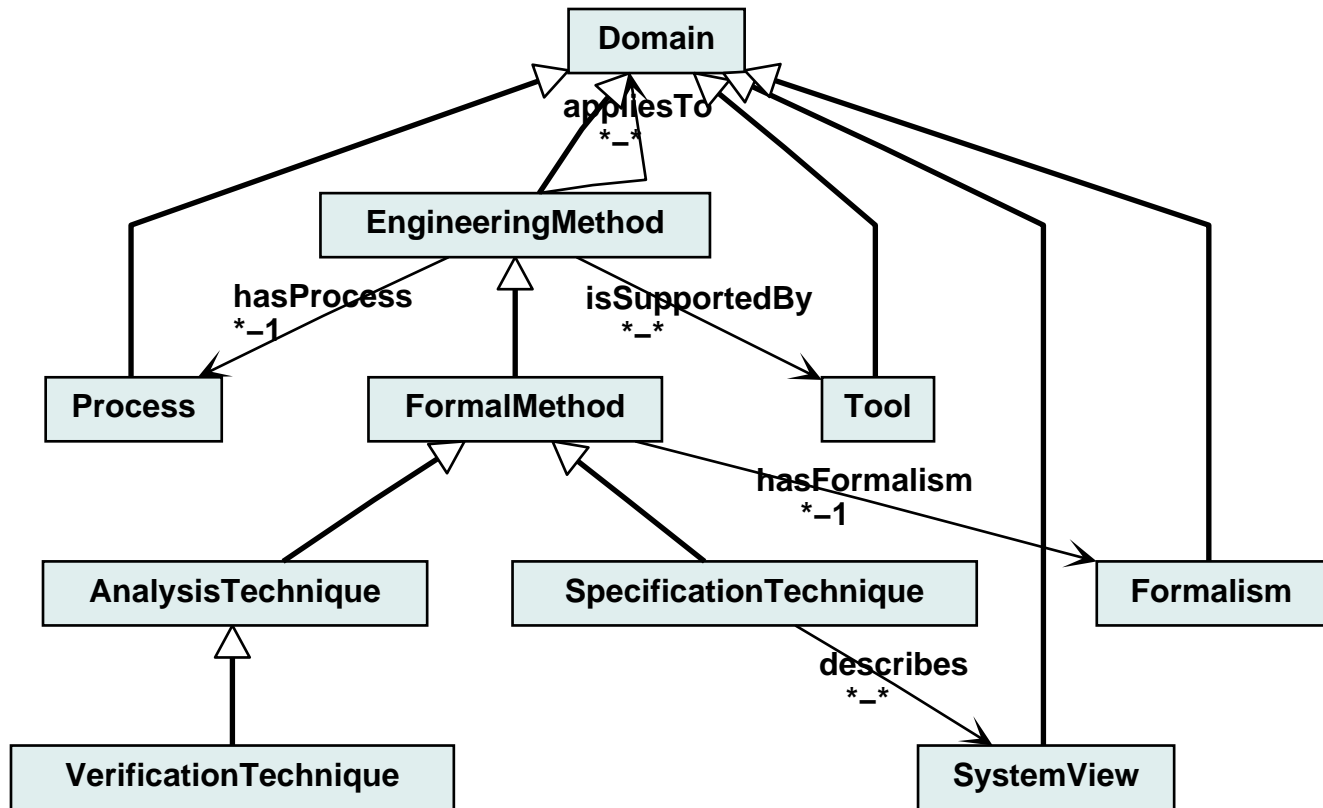 Domain
appliesTo
*–*
EngineeringMethod
hasProcess
*–1
isSupportedBy
*–*
Process
FormalMethod
Tool
hasFormalism
*–1
AnalysisTechnique
SpecificationTechnique
Formalism
describes
*–*
VerificationTechnique
SystemView